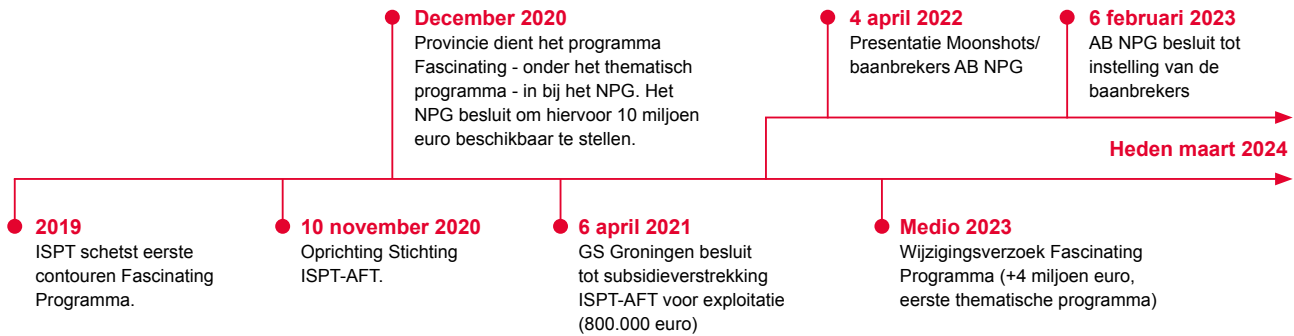 December 2020
Provincie dient het programma
Fascinating - onder het thematisch
programma - in bij het NPG. Het
NPG besluit om hiervoor 10 miljoen
euro beschikbaar te stellen.
4 april 2022
Presentatie Moonshots/
baanbrekers AB NPG
6 februari 2023
AB NPG besluit tot
instelling van de
baanbrekers
Heden maart 2024
2019
ISPT schetst eerste
contouren Fascinating
Programma.
10 november 2020
Oprichting Stichting
ISPT-AFT.
6 april 2021
GS Groningen besluit
tot subsidieverstrekking
ISPT-AFT voor exploitatie
(800.000 euro)
Medio 2023
Wijzigingsverzoek Fascinating
Programma (+4 miljoen euro,
eerste thematische programma)